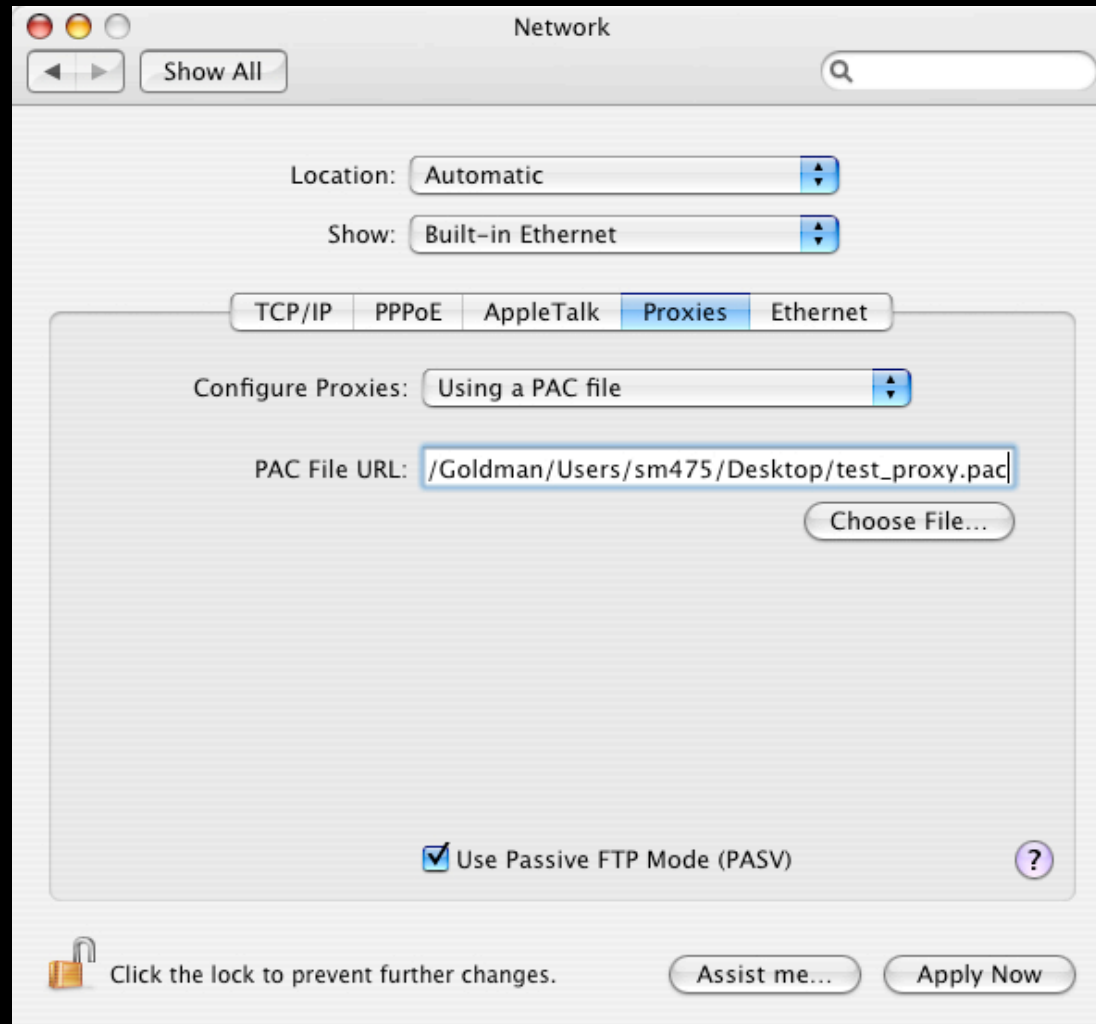 Network
Show All
Location: Automatic
Show: Built-in Ethernet
TCP/IP PPPoE AppleTalk Proxies Ethernet
Configure Proxies: Using a PAC file
PAC File URL: /Goldman/Users/sm475/Desktop/test_proxy.pac
Choose File...
Use Passive FTP Mode (PASV) ?
Click the lock to prevent further changes. Assist me... Apply Now